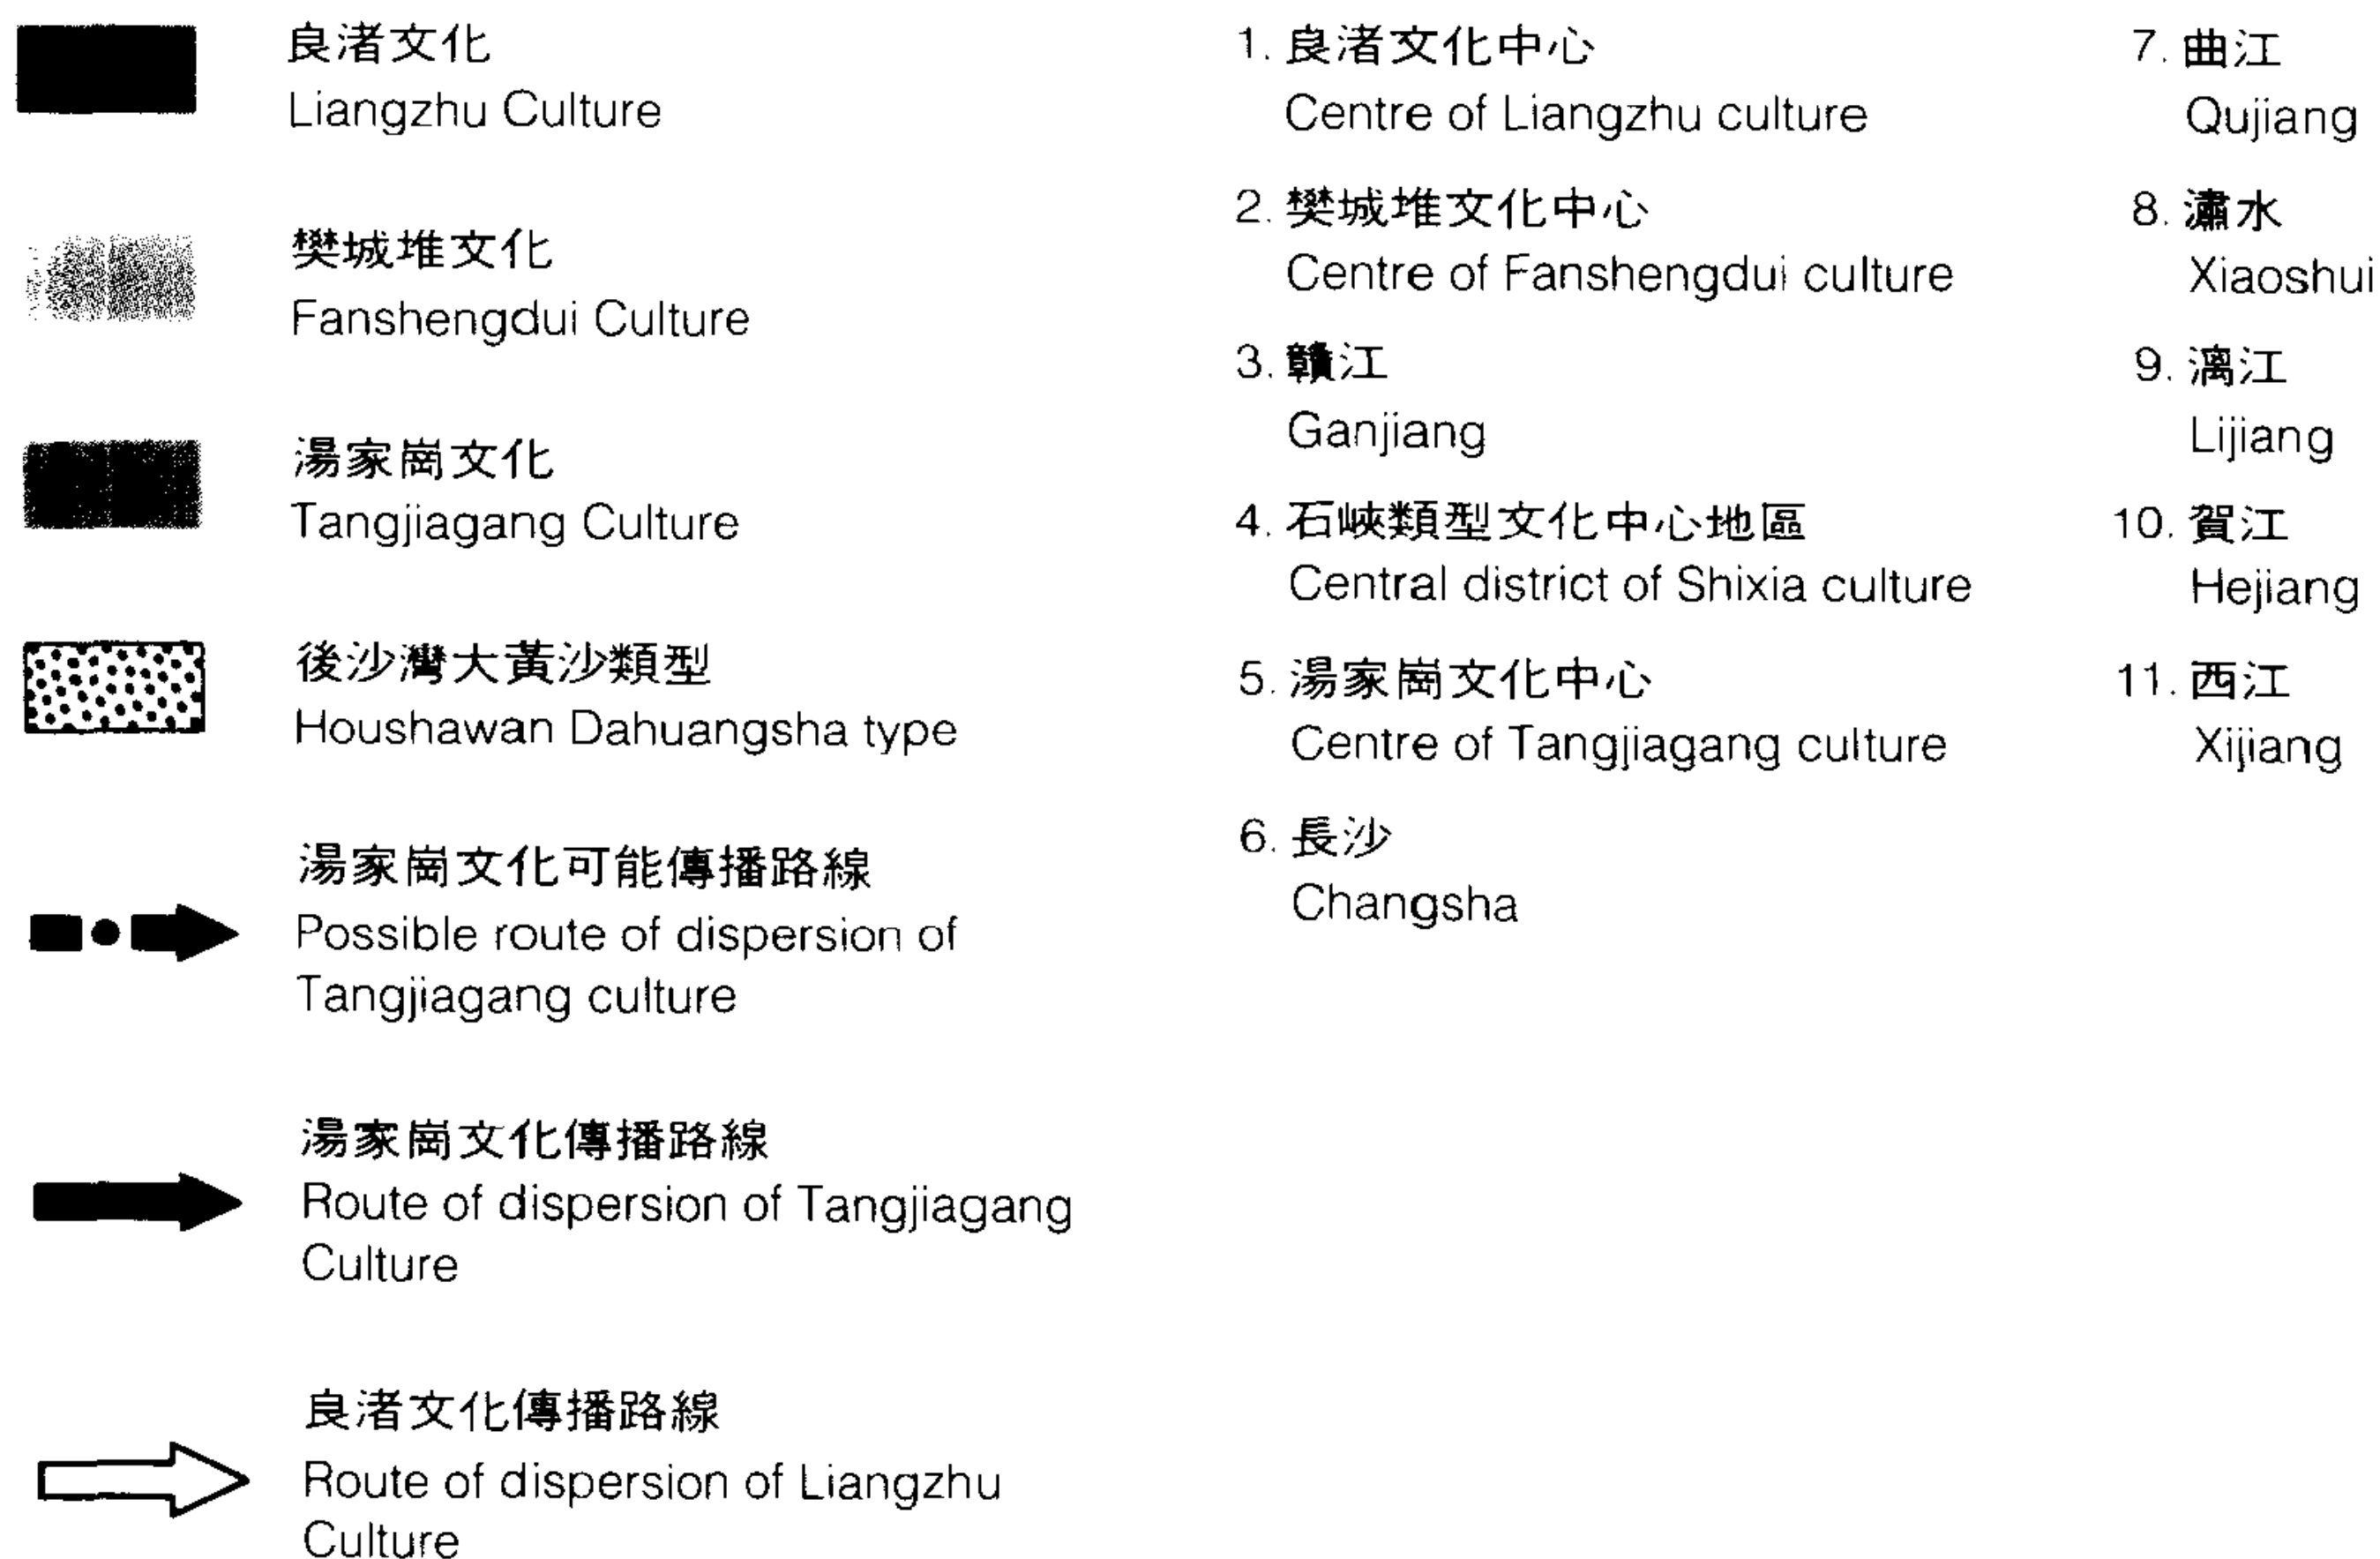 良渚文化
Liangzhu Culture
樊城堆文化
Fanshengdui Culture
湯家崗文化
Tangjiagang Culture
後沙灣大黃沙類型
Houshawan Dahuangsha type
湯家崗文化可能傳播路線
Possible route of dispersion of
Tangjiagang culture
湯家崗文化傳播路線
Route of dispersion of Tangjiagang
Culture
良渚文化傳播路線
Route of dispersion of Liangzhu
Culture
1. 良渚文化中心
Centre of Liangzhu culture
2. 樊城堆文化中心
Centre of Fanshengdui culture
3. 贛江
Ganjiang
4. 石峽類型文化中心地區
Central district of Shixia culture
5. 湯家崗文化中心
Centre of Tangjiagang culture
6. 長沙
Changsha
7. 曲江
Qujiang
8. 瀟水
Xiaoshui
9. 漓江
Lijiang
10. 賀江
Hejiang
11. 西江
Xijiang